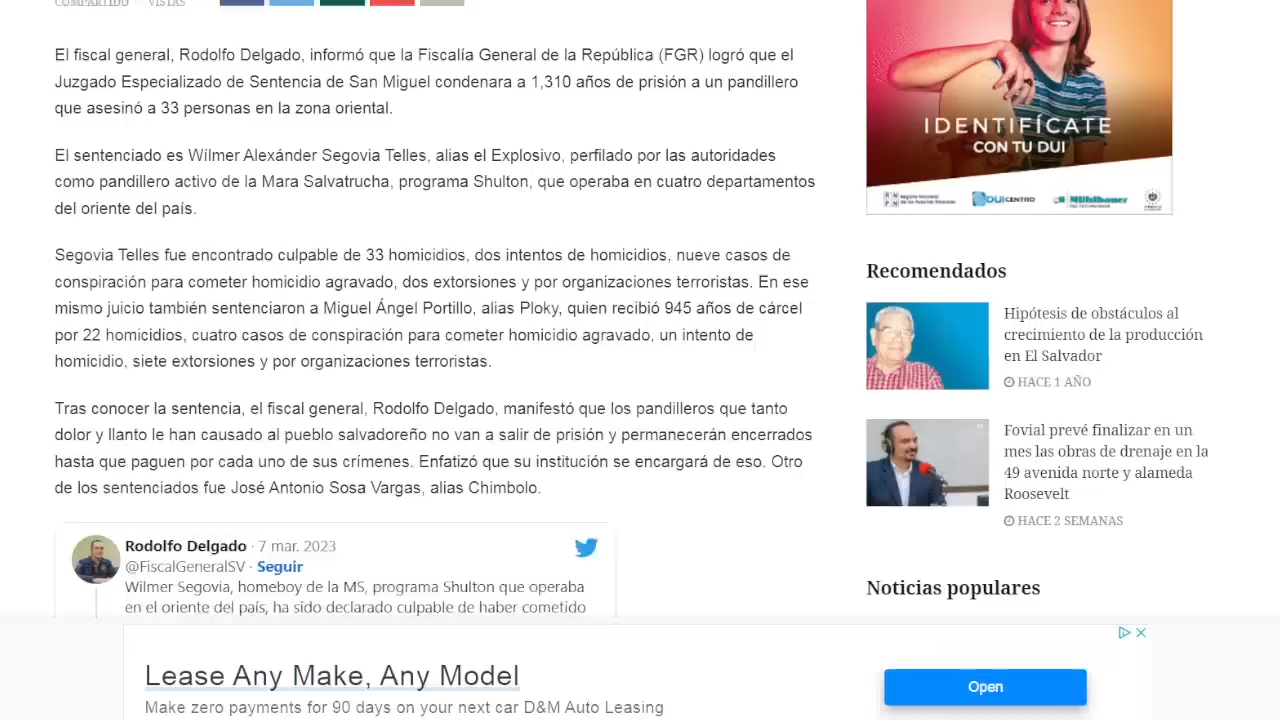 COMPARTIDO
VISTAS
El fiscal general, Rodolfo Delgado, informó que la Fiscalía General de la República (FGR) logró que el
Juzgado Especializado de Sentencia de San Miguel condenara a 1,310 años de prisión a un pandillero
que asesinó a 33 personas en la zona oriental.
El sentenciado es Wílmer Alexánder Segovia Telles, alias el Explosivo, perfilado por las autoridades
como pandillero activo de la Mara Salvatrucha, programa Shulton, que operaba en cuatro departamentos
del oriente del país.
Segovia Telles fue encontrado culpable de 33 homicidios, dos intentos de homicidios, nueve casos de
conspiración para cometer homicidio agravado, dos extorsiones y por organizaciones terroristas. En ese
mismo juicio también sentenciaron a Miguel Ángel Portillo, alias Ploky, quien recibió 945 años de cárcel
por 22 homicidios, cuatro casos de conspiración para cometer homicidio agravado, un intento de
homicidio, siete extorsiones y por organizaciones terroristas.
Tras conocer la sentencia, el fiscal general, Rodolfo Delgado, manifestó que los pandilleros que tanto
dolor y llanto le han causado al pueblo salvadoreño no van a salir de prisión y permanecerán encerrados
hasta que paguen por cada uno de sus crímenes. Enfatizó que su institución se encargará de eso. Otro
de los sentenciados fue José Antonio Sosa Vargas, alias Chimbolo.
Rodolfo Delgado · 7 mar. 2023
@FiscalGeneralSV · Seguir
Wilmer Segovia, homeboy de la MS, programa Shulton que operaba
en el oriente del país, ha sido declarado culpable de haber cometido
IDENTIFÍCATE
CON TU DUI
DUICENTRO
Mühlbauer
Recomendados
Hipótesis de obstáculos al
crecimiento de la producción
en El Salvador
HACE 1 AÑO
Fovial prevé finalizar en un
mes las obras de drenaje en la
49 avenida norte y alameda
Roosevelt
HACE 2 SEMANAS
Noticias populares
Lease Any Make, Any Model
Make zero payments for 90 days on your next car D&M Auto Leasing
Open